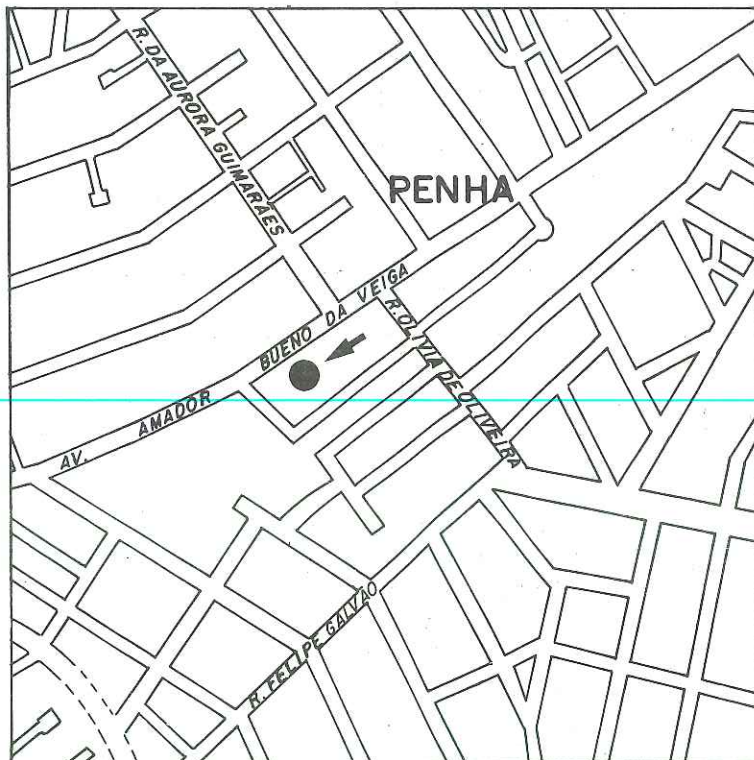 R. DA AURORA GUIMARÃES
PENHA
AV. AMADOR BUENO DA VEIGA
R. OLIVIA DE OLIVEIRA
R. FELIPE GALVÃO